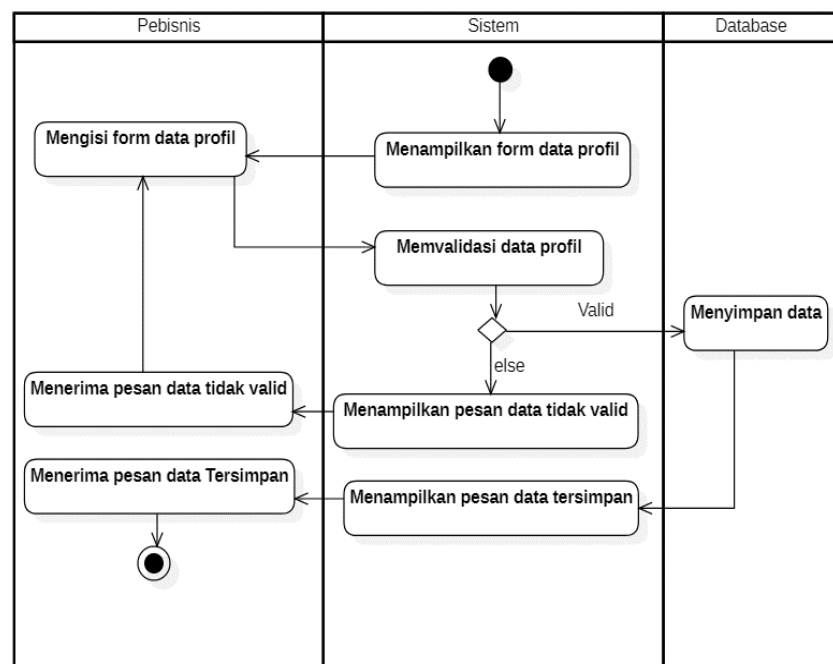 Pebisnis
Sistem
Database
Mengisi form data profil
Menampilkan form data profil
Memvalidasi data profil
Valid
Menyimpan data
else
Menerima pesan data tidak valid
Menampilkan pesan data tidak valid
Menerima pesan data Tersimpan
Menampilkan pesan data tersimpan